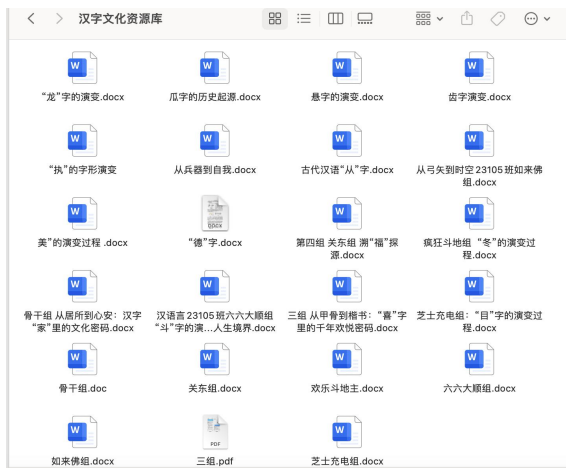 汉字文化资源库
“龙”字的演变.docx
瓜字的历史起源.docx
悬字的演变.docx
齿字演变.docx
“执”的字形演变
从兵器到自我.docx
古代汉语“从”字.docx
从弓矢到时空23105班如来佛
组.docx
美”的演变过程 .docx
“德”字.docx
第四组 关东组 溯“福”探
源.docx
疯狂斗地组 “冬”的演变过
程.docx
骨干组 从居所到心安：汉字
“家”里的文化密码.docx
汉语言23105班六六大顺组
“斗”字的演...人生境界.docx
三组 从甲骨到楷书：“喜”字
里的千年欢悦密码.docx
芝士充电组：“目”字的演变过
程.docx
骨干组.doc
关东组.docx
欢乐斗地主.docx
六六大顺组.docx
如来佛组.docx
三组.pdf
芝士充电组.docx